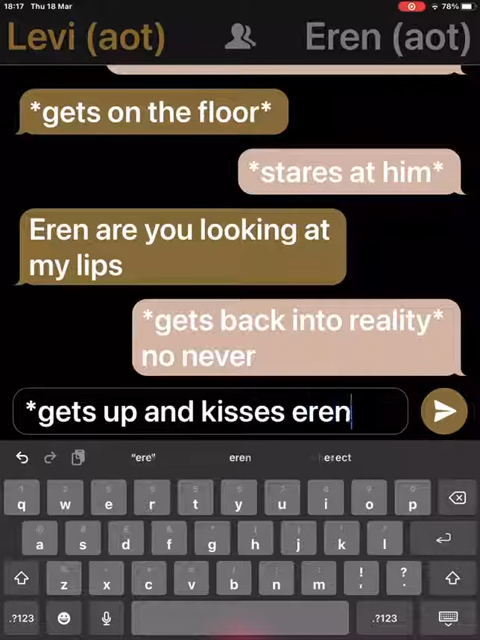 18:17 Thu 18 Mar 78%
Levi (aot) Eren (aot)
*gets on the floor*
*stares at him*
Eren are you looking at
my lips
*gets back into reality*
no never
*gets up and kisses eren
"ere" eren erect
q w e r t y u i o p
a s d f g h j k l
z x c v b n m ! ?
, .
.?123 .?123